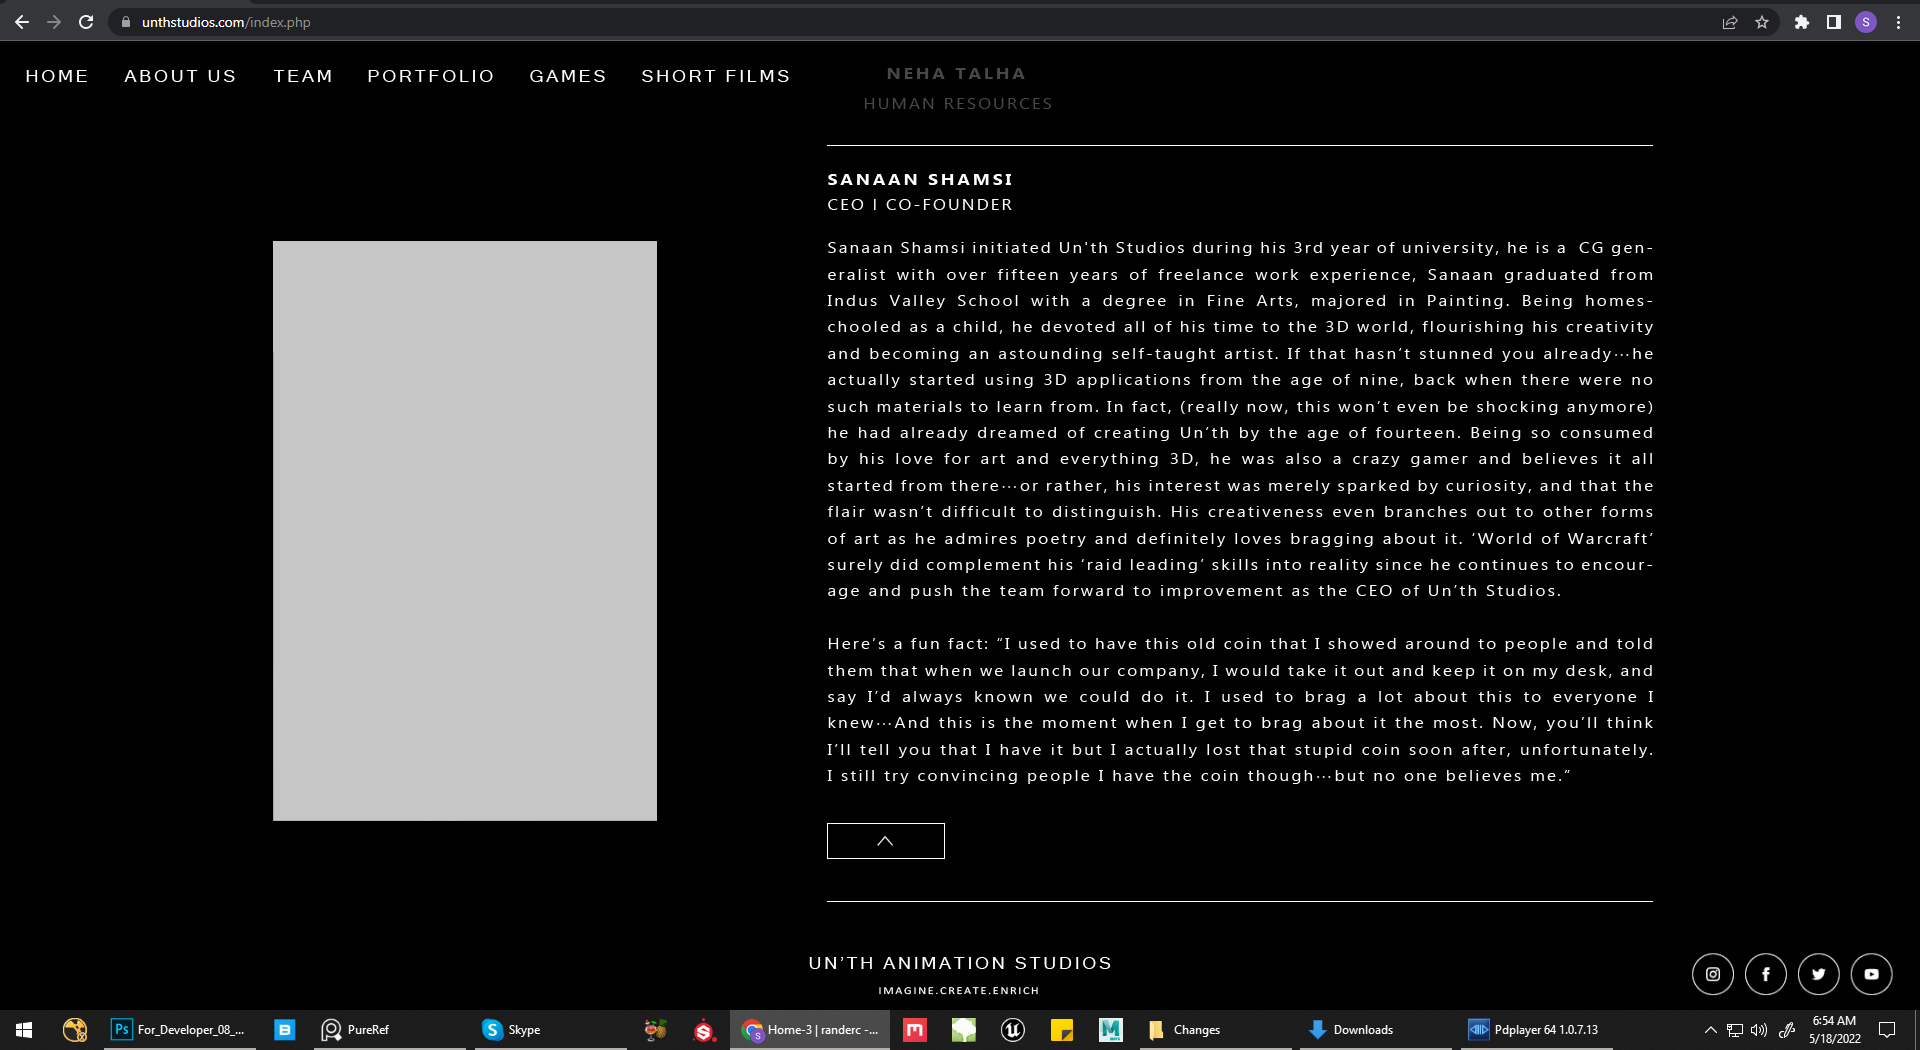 unthstudios.com/index.php
S
HOME ABOUT US TEAM PORTFOLIO GAMES SHORT FILMS
NEHA TALHA
HUMAN RESOURCES
SANAAN SHAMSI
CEO I CO-FOUNDER
Sanaan Shamsi initiated Un'th Studios during his 3rd year of university, he is a CG gen-
eralist with over fifteen years of freelance work experience, Sanaan graduated from
Indus Valley School with a degree in Fine Arts, majored in Painting. Being homes-
chooled as a child, he devoted all of his time to the 3D world, flourishing his creativity
and becoming an astounding self-taught artist. If that hasn’t stunned you already…he
actually started using 3D applications from the age of nine, back when there were no
such materials to learn from. In fact, (really now, this won’t even be shocking anymore)
he had already dreamed of creating Un’th by the age of fourteen. Being so consumed
by his love for art and everything 3D, he was also a crazy gamer and believes it all
started from there…or rather, his interest was merely sparked by curiosity, and that the
flair wasn’t difficult to distinguish. His creativeness even branches out to other forms
of art as he admires poetry and definitely loves bragging about it. ‘World of Warcraft’
surely did complement his ‘raid leading’ skills into reality since he continues to encour-
age and push the team forward to improvement as the CEO of Un’th Studios.
Here’s a fun fact: “I used to have this old coin that I showed around to people and told
them that when we launch our company, I would take it out and keep it on my desk, and
say I’d always known we could do it. I used to brag a lot about this to everyone I
knew…And this is the moment when I get to brag about it the most. Now, you’ll think
I’ll tell you that I have it but I actually lost that stupid coin soon after, unfortunately.
I still try convincing people I have the coin though…but no one believes me.”
UN’TH ANIMATION STUDIOS
IMAGINE.CREATE.ENRICH
Ps For_Developer_08_... PureRef Skype Home-3 | randerc -... Changes Downloads Pdplayer 64 1.0.7.13 6:54 AM
5/18/2022